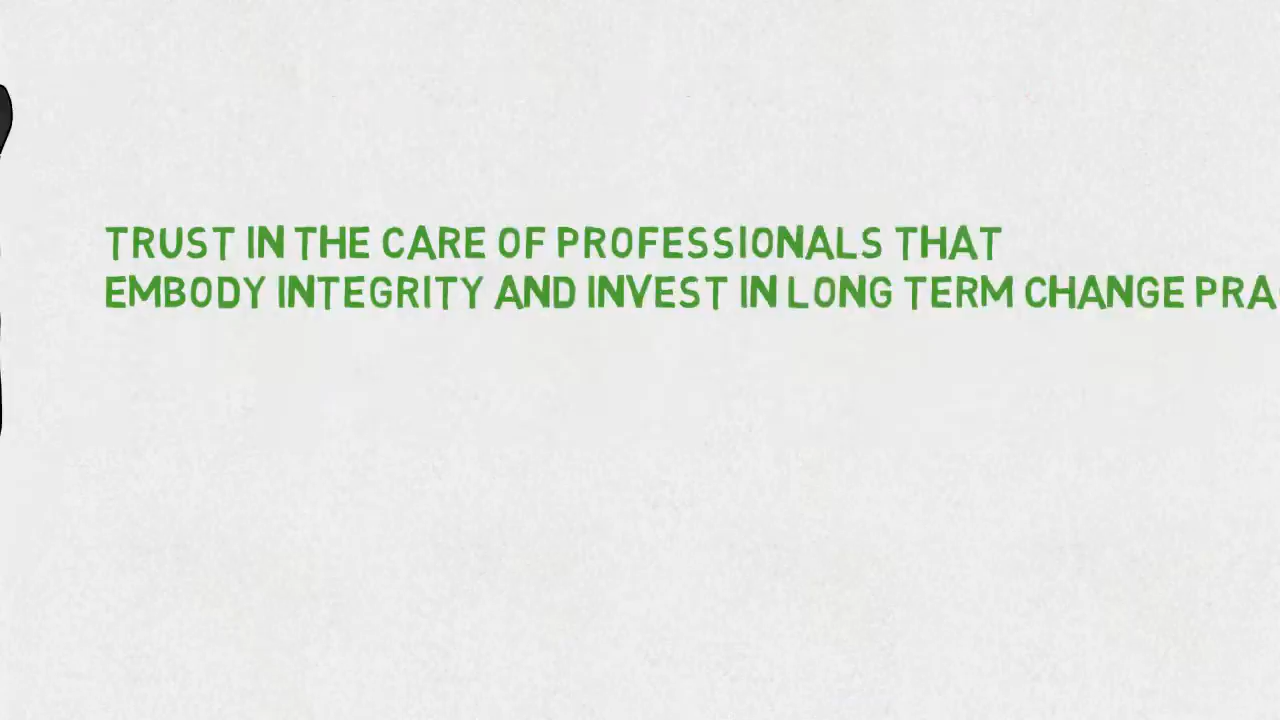 TRUST IN THE CARE OF PROFESSIONALS THAT
EMBODY INTEGRITY AND INVEST IN LONG TERM CHANGE